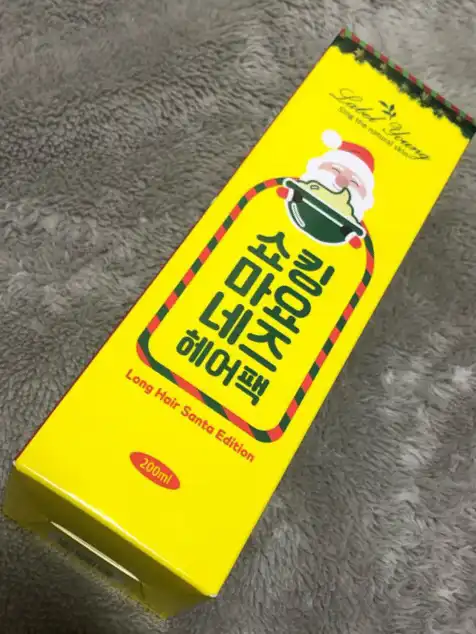 Label Young
Sing the natural skin
쇼킹
마요
네즈
헤어팩
Long Hair Santa Edition
200ml